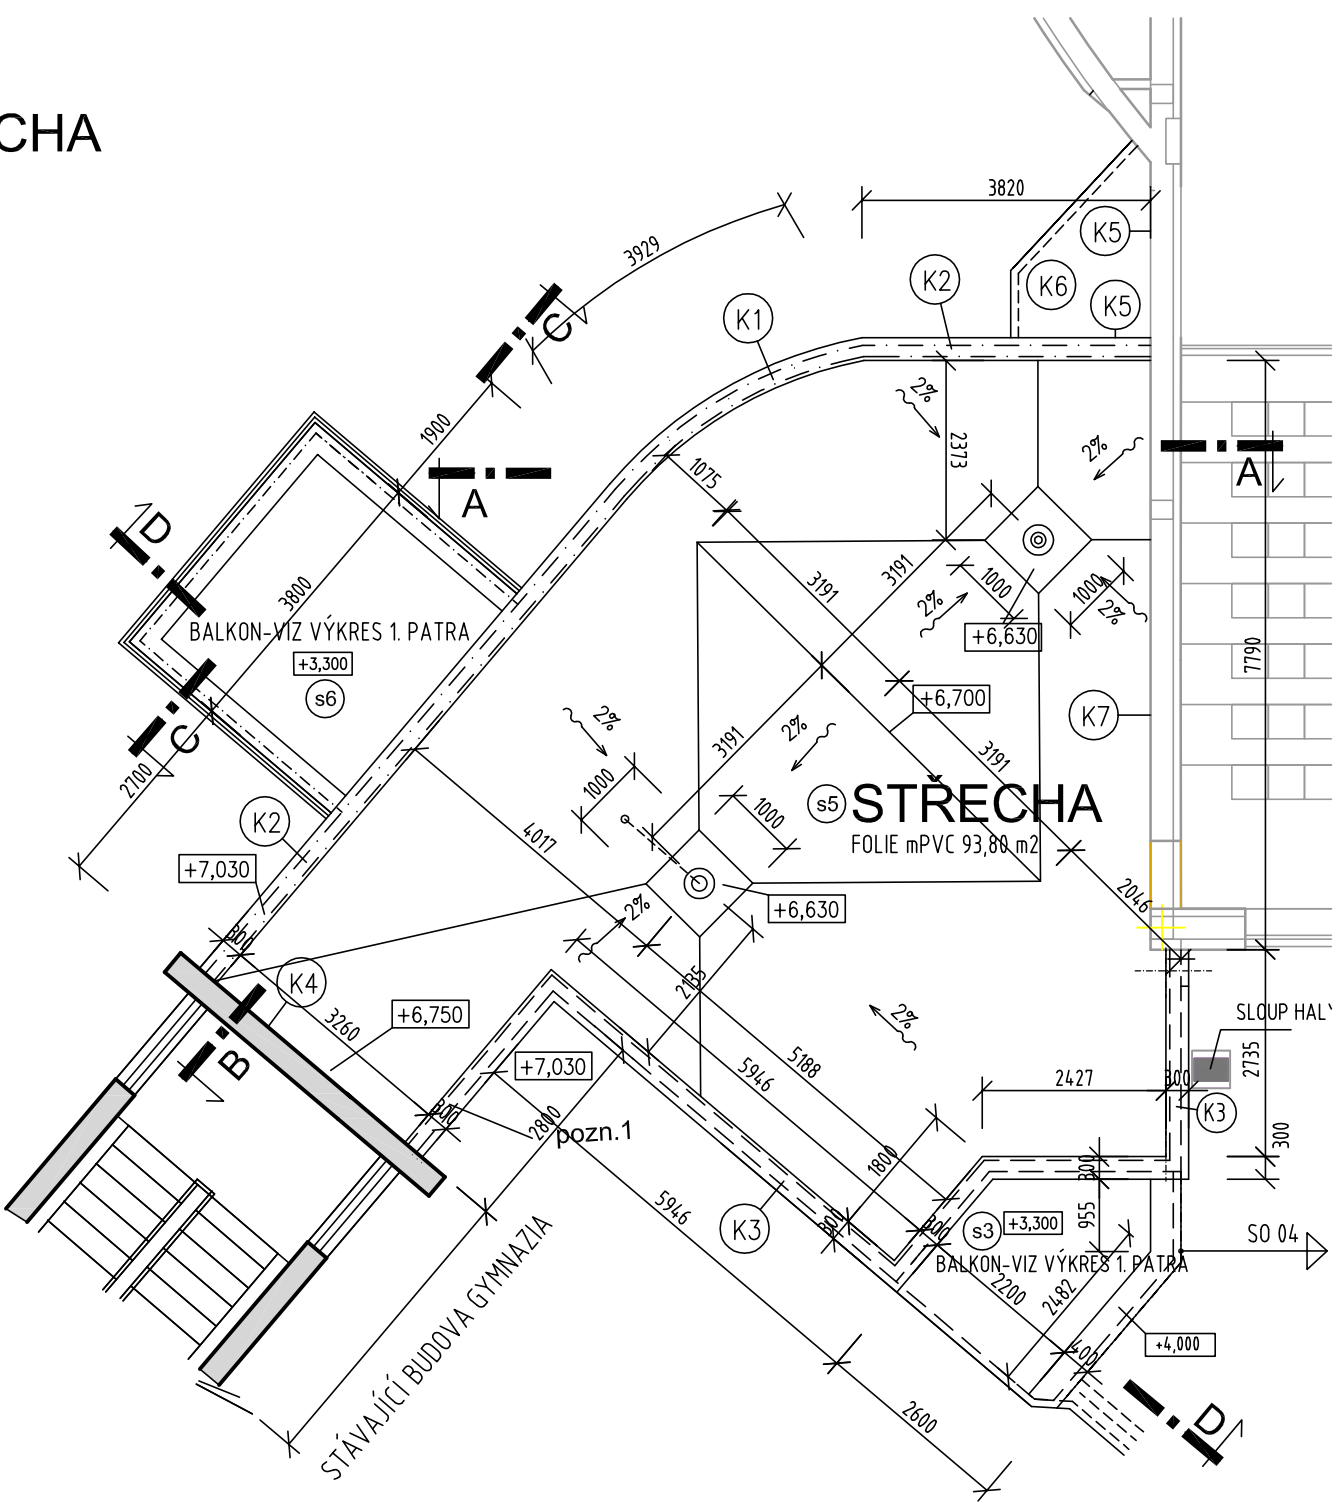 CHA
3820
3929
K5
K6
K2
K5
K1
C
1900
2%
2373
2%
A
A
1075
D
3191
3191
1000
1000
3800
2%
2%
BALKON-VIZ VÝKRES 1. PATRA
+6,630
+3,300
7790
s6
+6,700
K7
2%
2%
C
3191
3191
2700
1000
1000
s5
STŘECHA
FOLIE mPVC 93,80 m2
K2
4017
+7,030
2046
+6,630
2%
300
K4
2135
3260
+6,750
2%
SLOUP HALY
B
+7,030
5188
5946
2427
300
2735
K3
300
2800
pozn.1
1800
300
300
5946
K3
300
300
s3
+3,300
955
SO 04
BALKON-VIZ VÝKRES 1. PATRA
2200
2482
STÁVAJÍCÍ BUDOVA GYMNAZIA
400
+4,000
2600
D